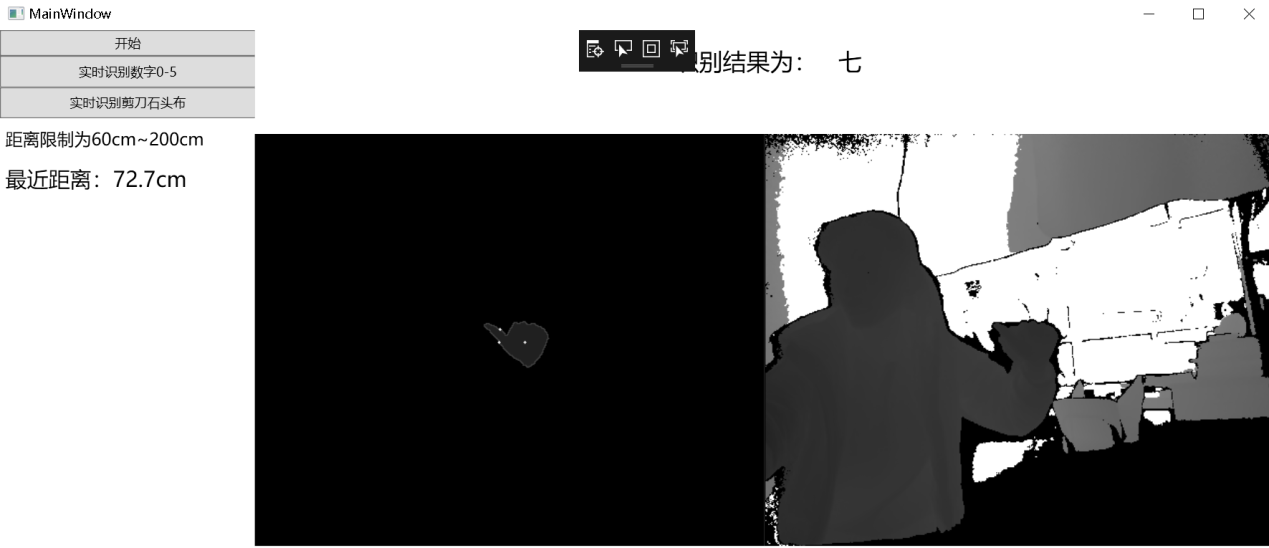 MainWindow
开始
实时识别数字0-5
实时识别剪刀石头布
别结果为： 七
距离限制为60cm~200cm
最近距离：72.7cm